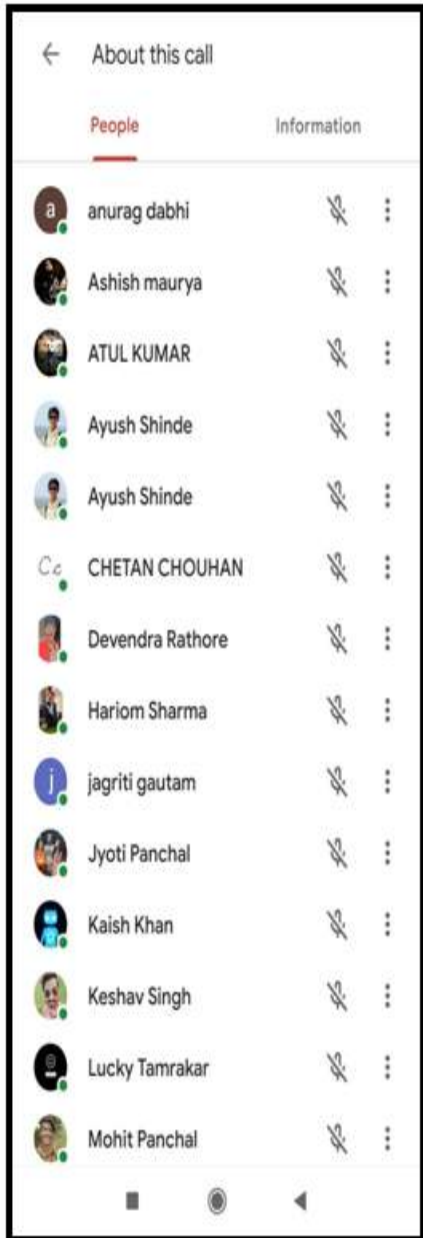 About this call
People Information
a anurag dabhi
Ashish maurya
ATUL KUMAR
Ayush Shinde
Ayush Shinde
Cc CHETAN CHOUHAN
Devendra Rathore
Hariom Sharma
j jagriti gautam
Jyoti Panchal
Kaish Khan
Keshav Singh
Lucky Tamrakar
Mohit Panchal